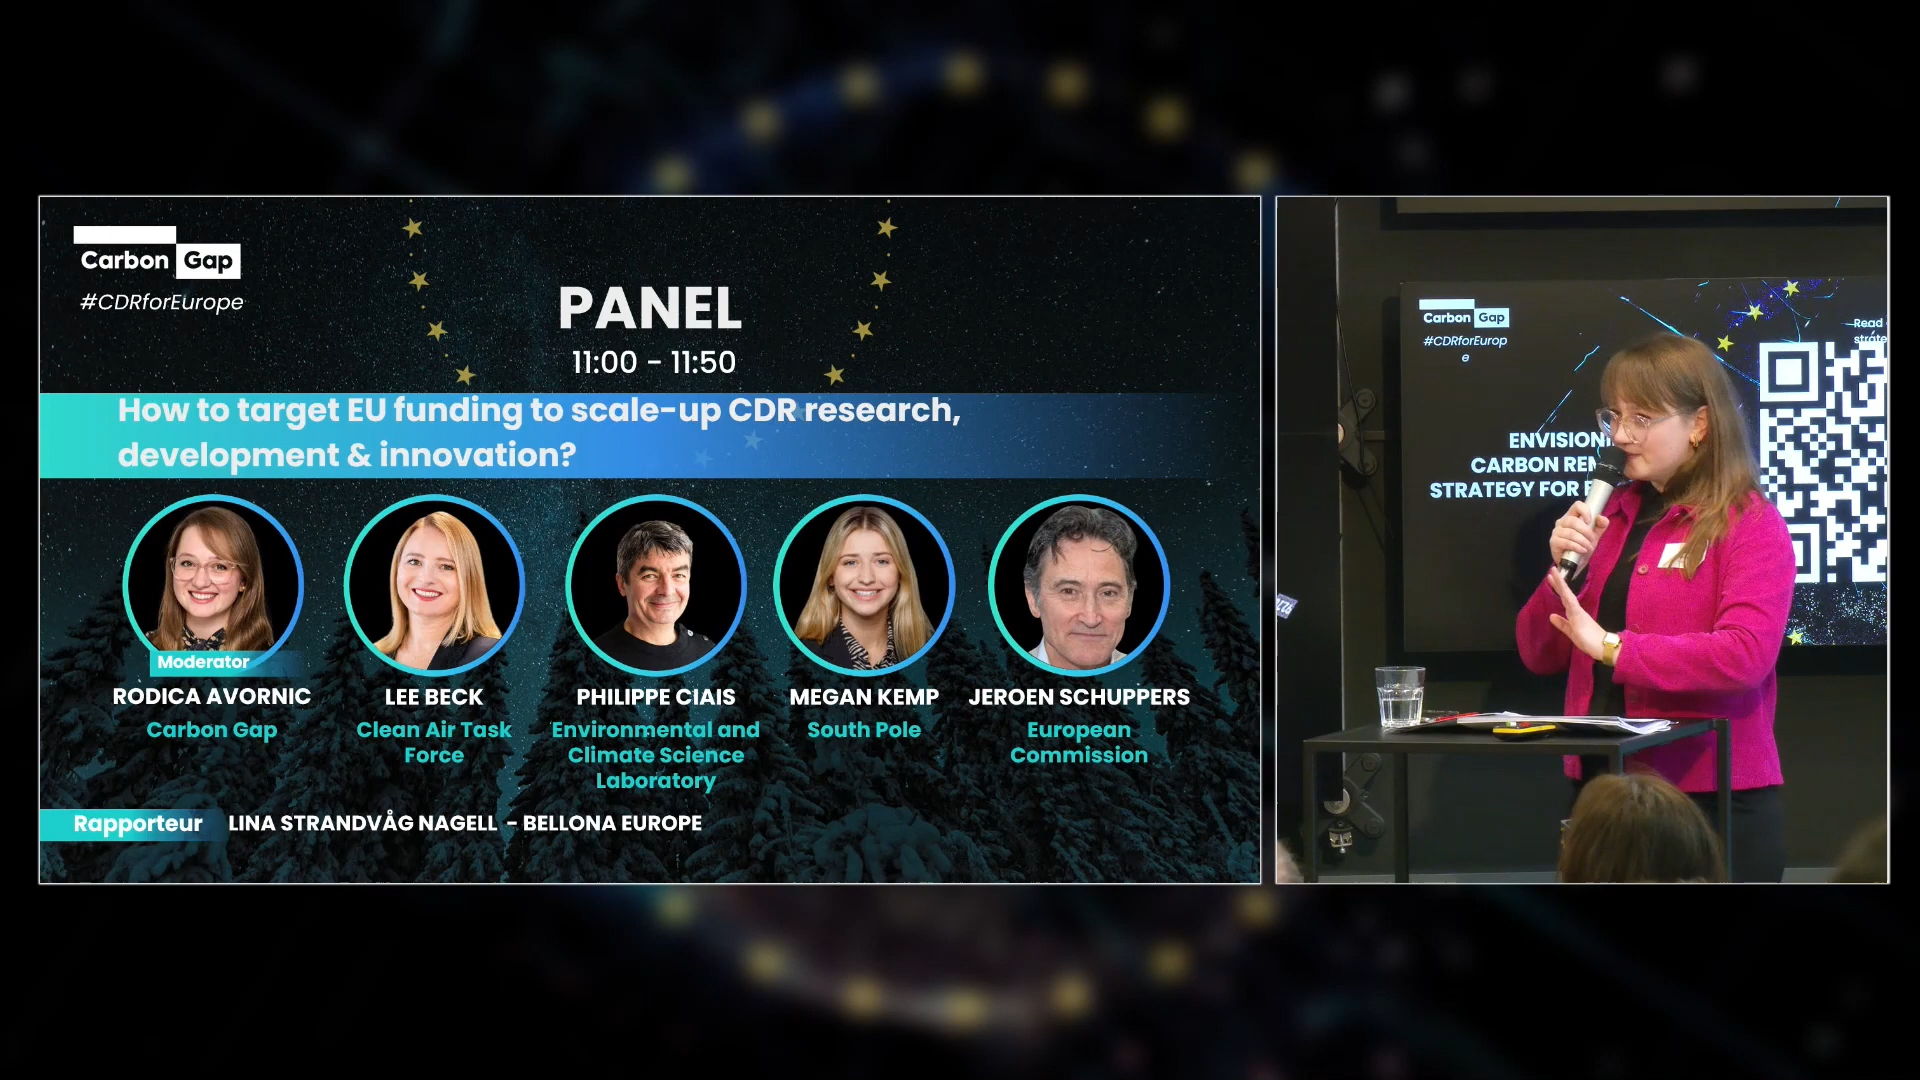 Carbon Gap
#CDRforEurope
PANEL
11:00 - 11:50
How to target EU funding to scale-up CDR research,
development & innovation?
Moderator
RODICA AVORNIC
Carbon Gap
LEE BECK
Clean Air Task
Force
PHILIPPE CIAIS
Environmental and
Climate Science
Laboratory
MEGAN KEMP
South Pole
JEROEN SCHUPPERS
European
Commission
Rapporteur LINA STRANDVÅG NAGELL - BELLONA EUROPE
Carbon Gap
#CDRforEurop
e
Read
ENVISION
CARBON REM
STRATEGY FOR